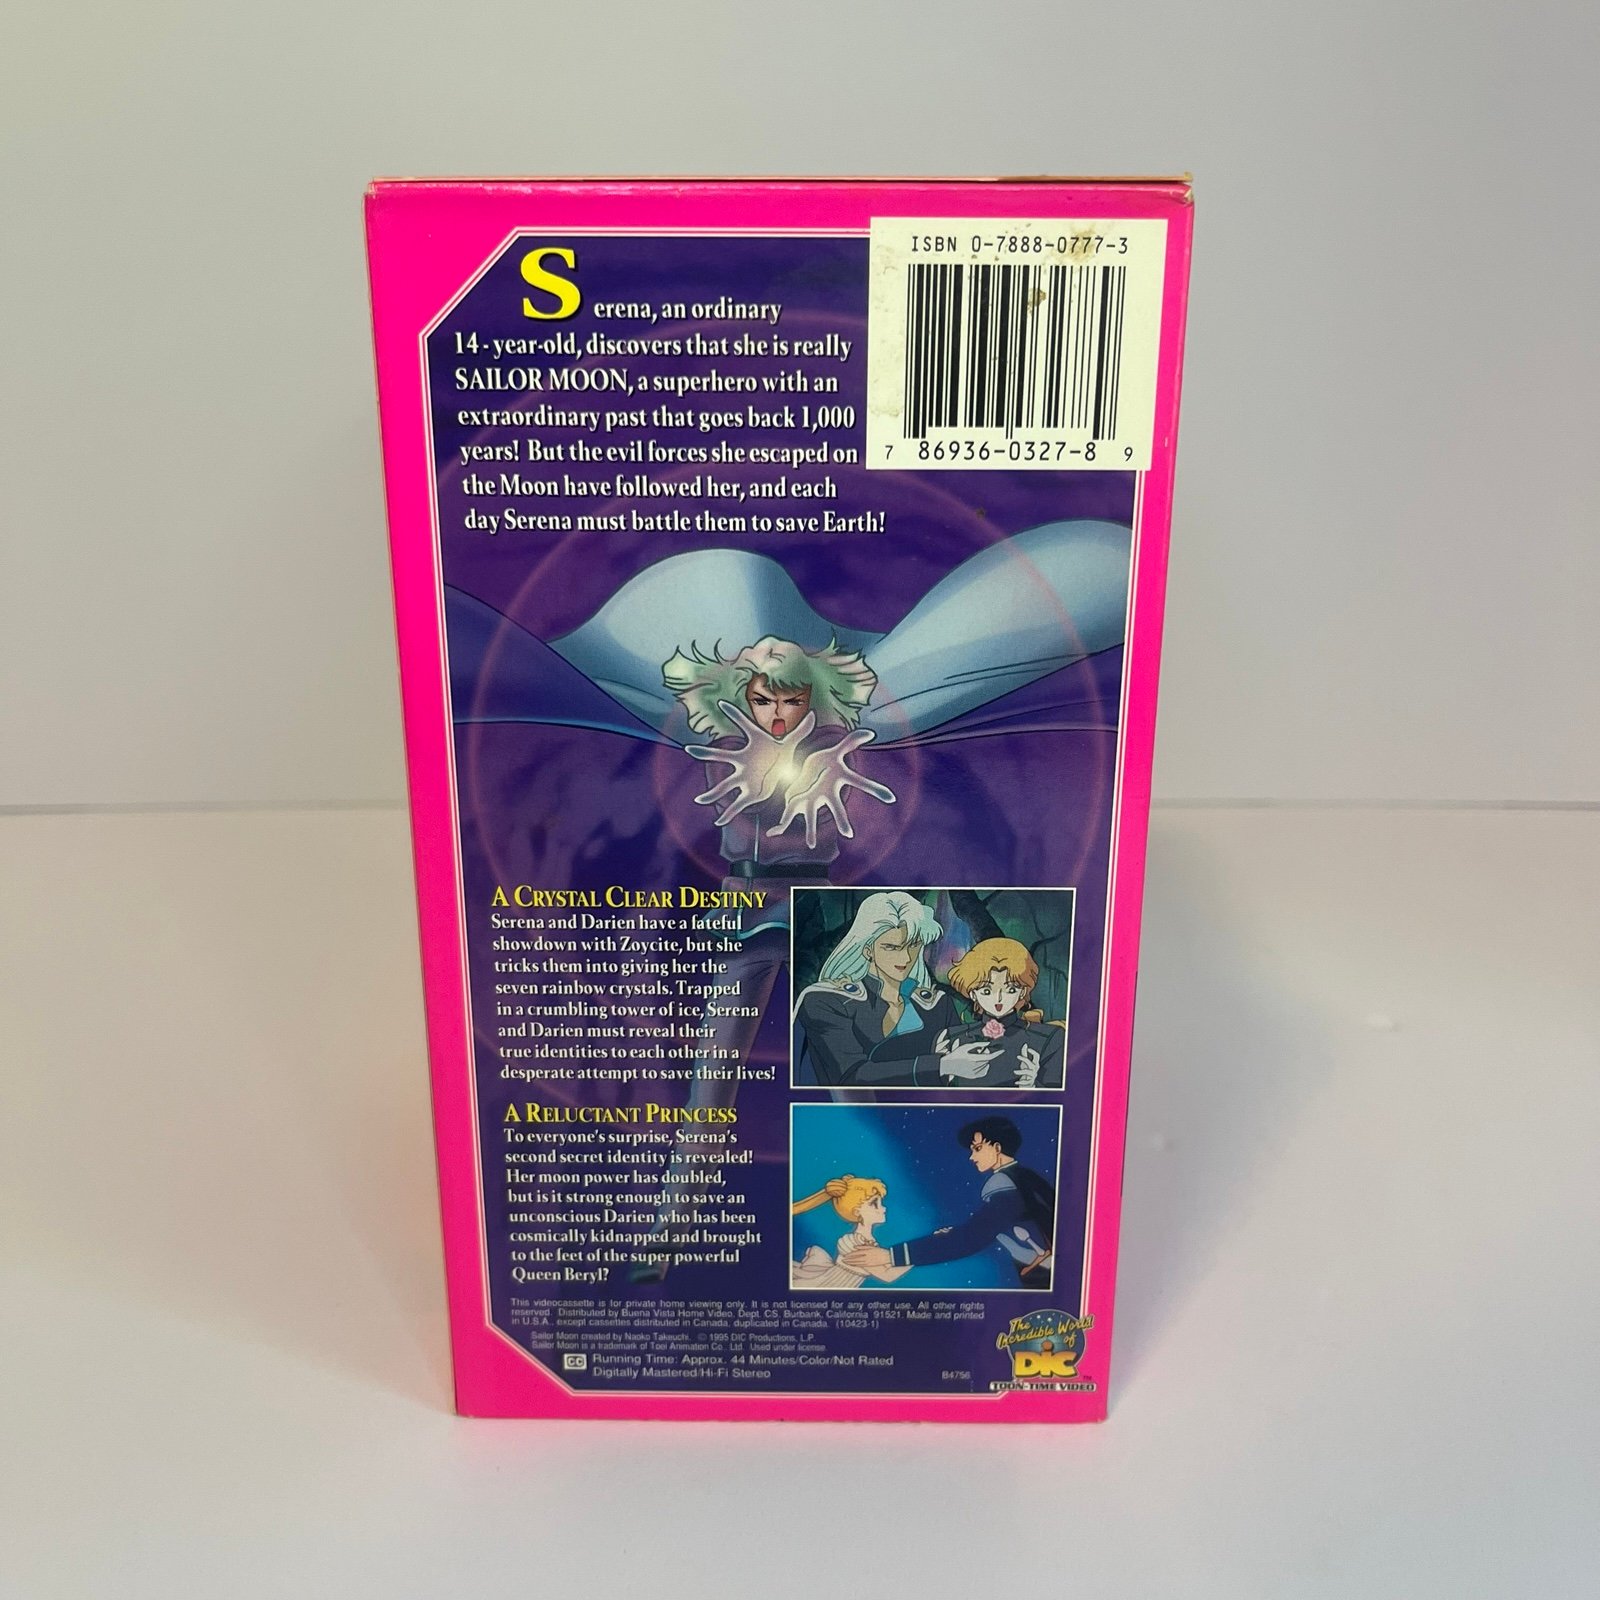 ISBN 0-7888-0777-3
7 86936-0327-8 9
Serena, an ordinary
14-year-old, discovers that she is really
SAILOR MOON, a superhero with an
extraordinary past that goes back 1,000
years! But the evil forces she escaped on
the Moon have followed her, and each
day Serena must battle them to save Earth!
A CRYSTAL CLEAR DESTINY
Serena and Darien have a fateful
showdown with Zoycite, but she
tricks them into giving her the
seven rainbow crystals. Trapped
in a crumbling tower of ice, Serena
and Darien must reveal their
true identities to each other in a
desperate attempt to save their lives!
A RELUCTANT PRINCESS
To everyone's surprise, Serena's
second secret identity is revealed!
Her moon power has doubled,
but is it strong enough to save an
unconscious Darien who has been
cosmically kidnapped and brought
to the feet of the super powerful
Queen Beryl?
This videocassette is for private home viewing only. It is not licensed for any other use. All other rights
reserved. Distributed by Buena Vista Home Video, Dept. CS, Burbank, California 91521. Made and printed
in U.S.A., except cassettes distributed in Canada, duplicated in Canada. (10423-1)
Sailor Moon created by Naoko Takeuchi. © 1995 DIC Productions, L.P.
Sailor Moon is a trademark of Toei Animation Co., Ltd. Used under license.
CC Running Time: Approx. 44 Minutes/Color/Not Rated
Digitally Mastered/Hi-Fi Stereo
B4756
The
Incredible World
of
DIC
TM
TOON-TIME VIDEO